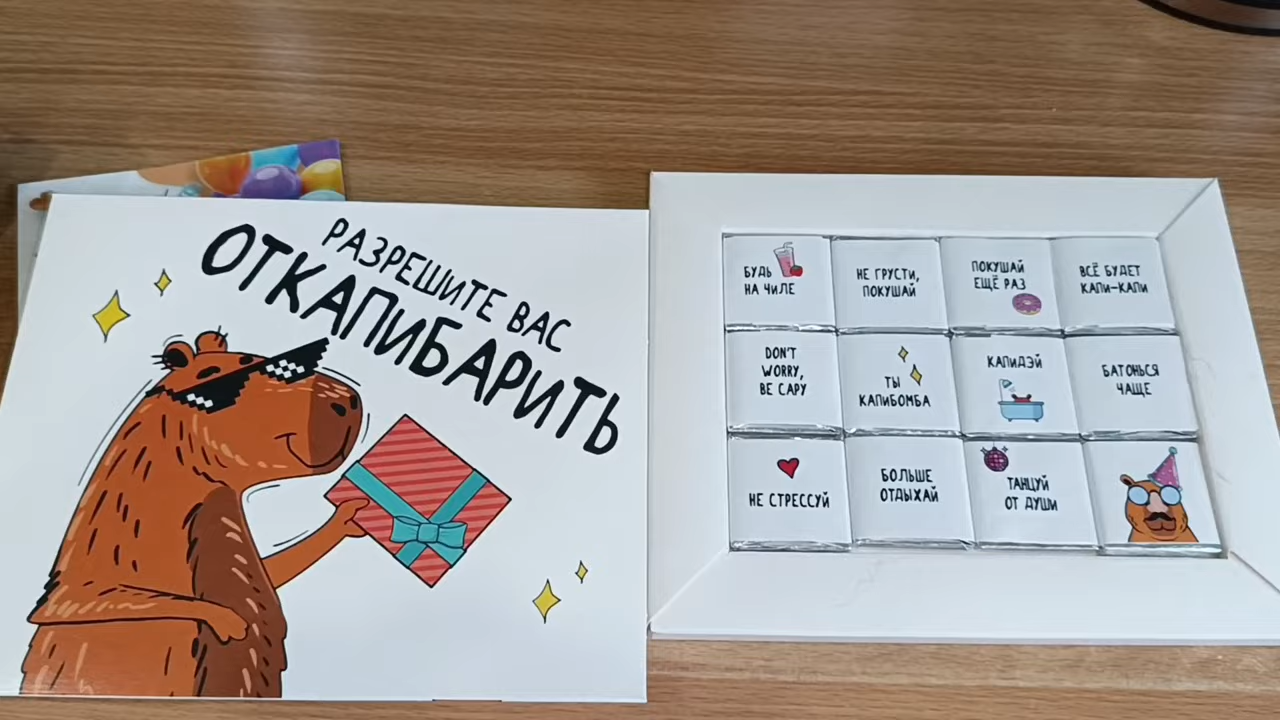 РАЗРЕШИТЕ ВАС
ОТКАПИБАРИТЬ
БУДЬ
НА ЧИЛЕ
НЕ ГРУСТИ,
ПОКУШАЙ
ПОКУШАЙ
ЕЩЁ РАЗ
ВСЁ БУДЕТ
КАПИ-КАПИ
DON'T
WORRY,
BE CAPY
ТЫ
КАПИБОМБА
КАПИДЭЙ
БАТОНЬСЯ
ЧАЩЕ
НЕ СТРЕССУЙ
БОЛЬШЕ
ОТДЫХАЙ
ТАНЦУЙ
ОТ ДУШИ